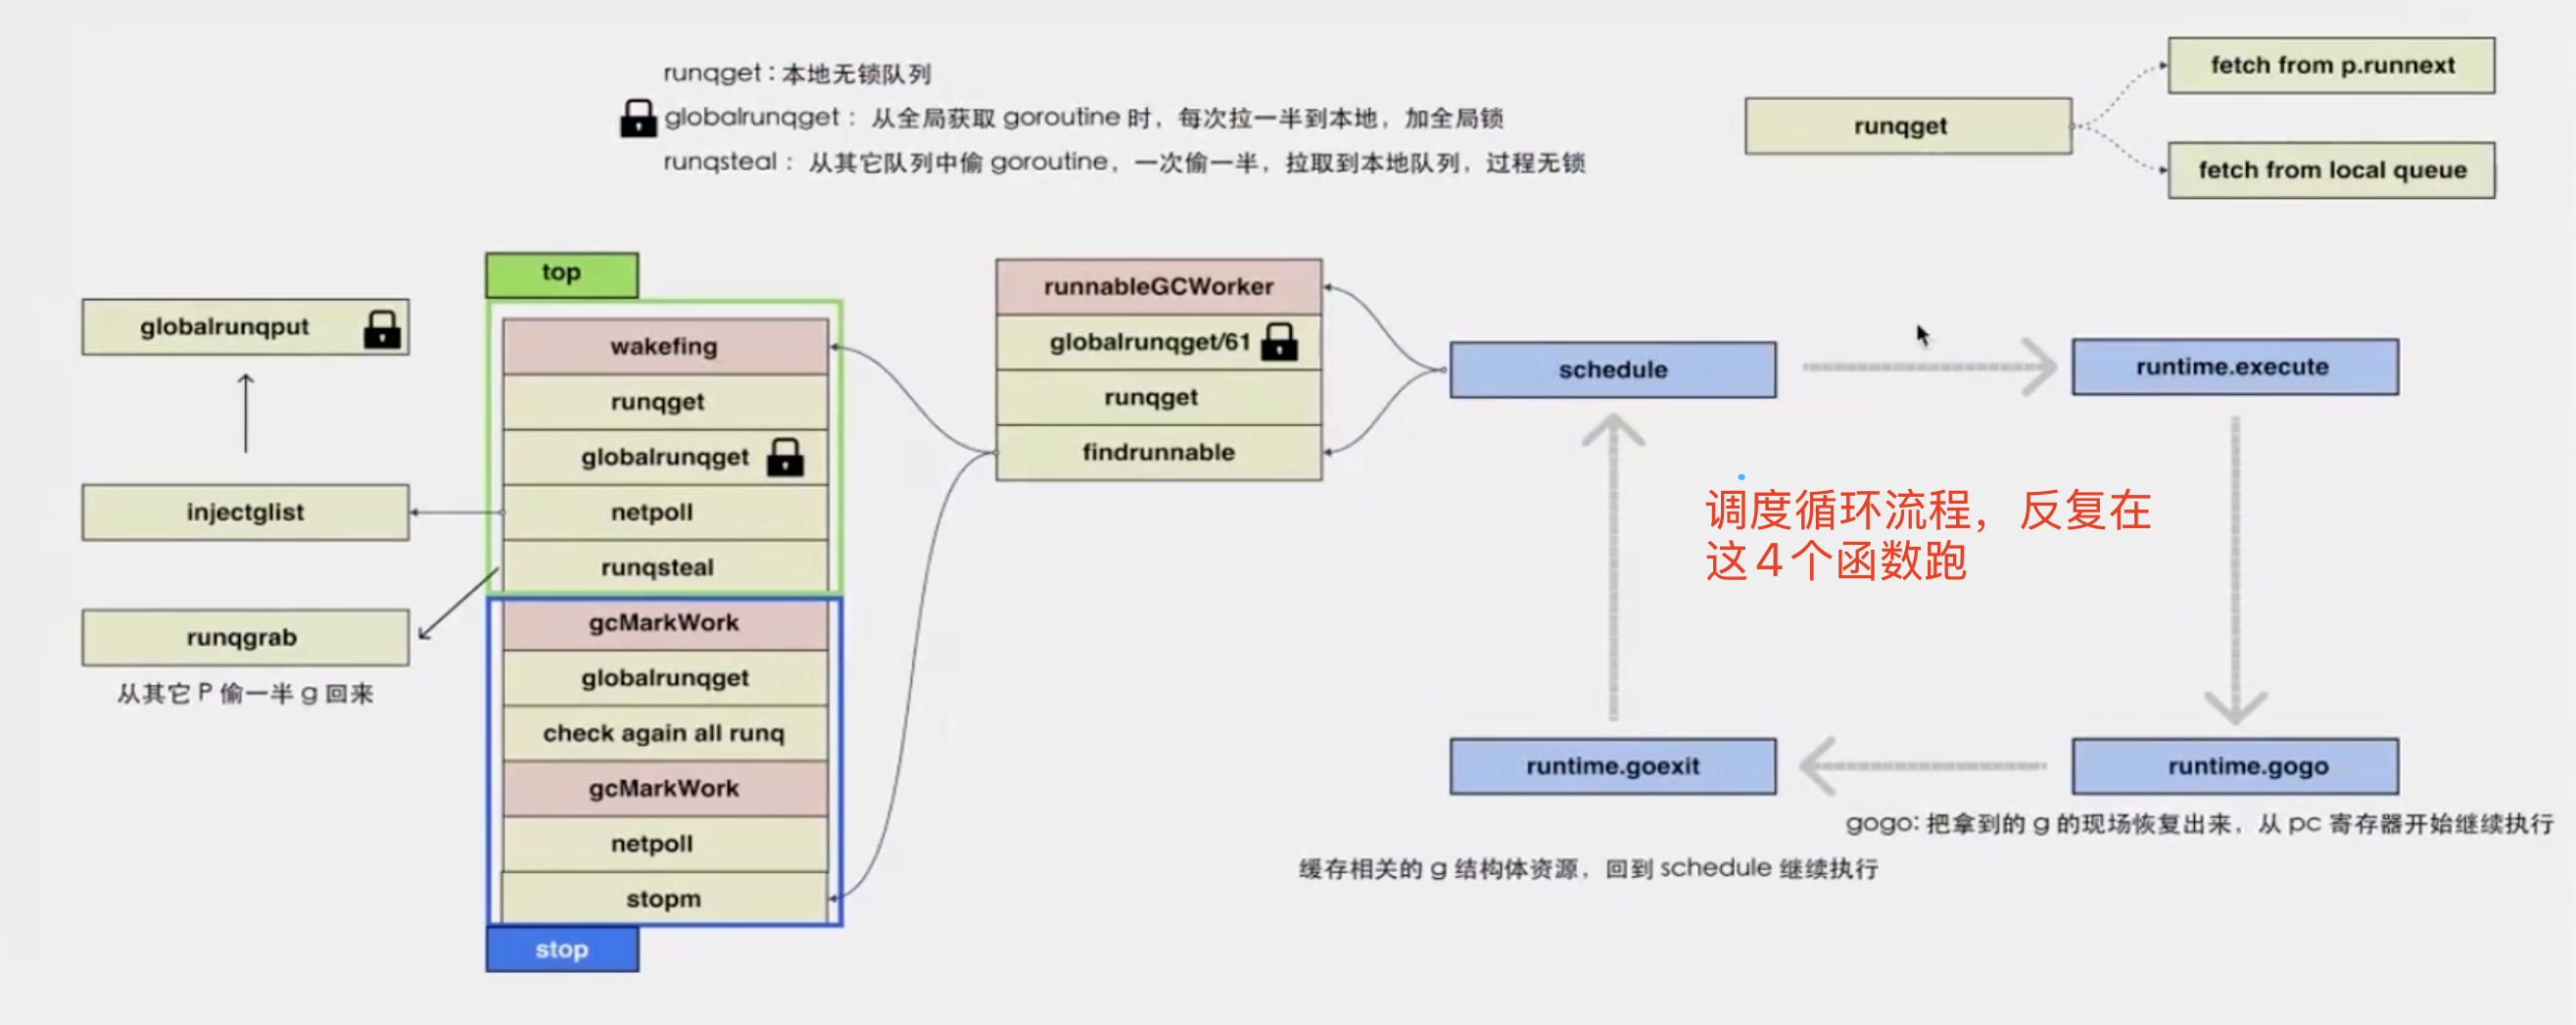 runqget：本地无锁队列
globalrunqget： 从全局获取 goroutine 时，每次拉一半到本地，加全局锁
runqsteal： 从其它队列中偷 goroutine，一次偷一半，拉取到本地队列，过程无锁
runqget
fetch from p.runnext
fetch from local queue
globalrunqput
injectglist
runqgrab
从其它 P 偷一半 g 回来
top
wakefing
runqget
globalrunqget
netpoll
runqsteal
gcMarkWork
globalrunqget
check again all runq
gcMarkWork
netpoll
stopm
stop
runnableGCWorker
globalrunqget/61
runqget
findrunnable
schedule
runtime.execute
调度循环流程，反复在
这4个函数跑
runtime.goexit
runtime.gogo
gogo: 把拿到的 g 的现场恢复出来，从 pc 寄存器开始继续执行
缓存相关的 g 结构体资源，回到 schedule 继续执行